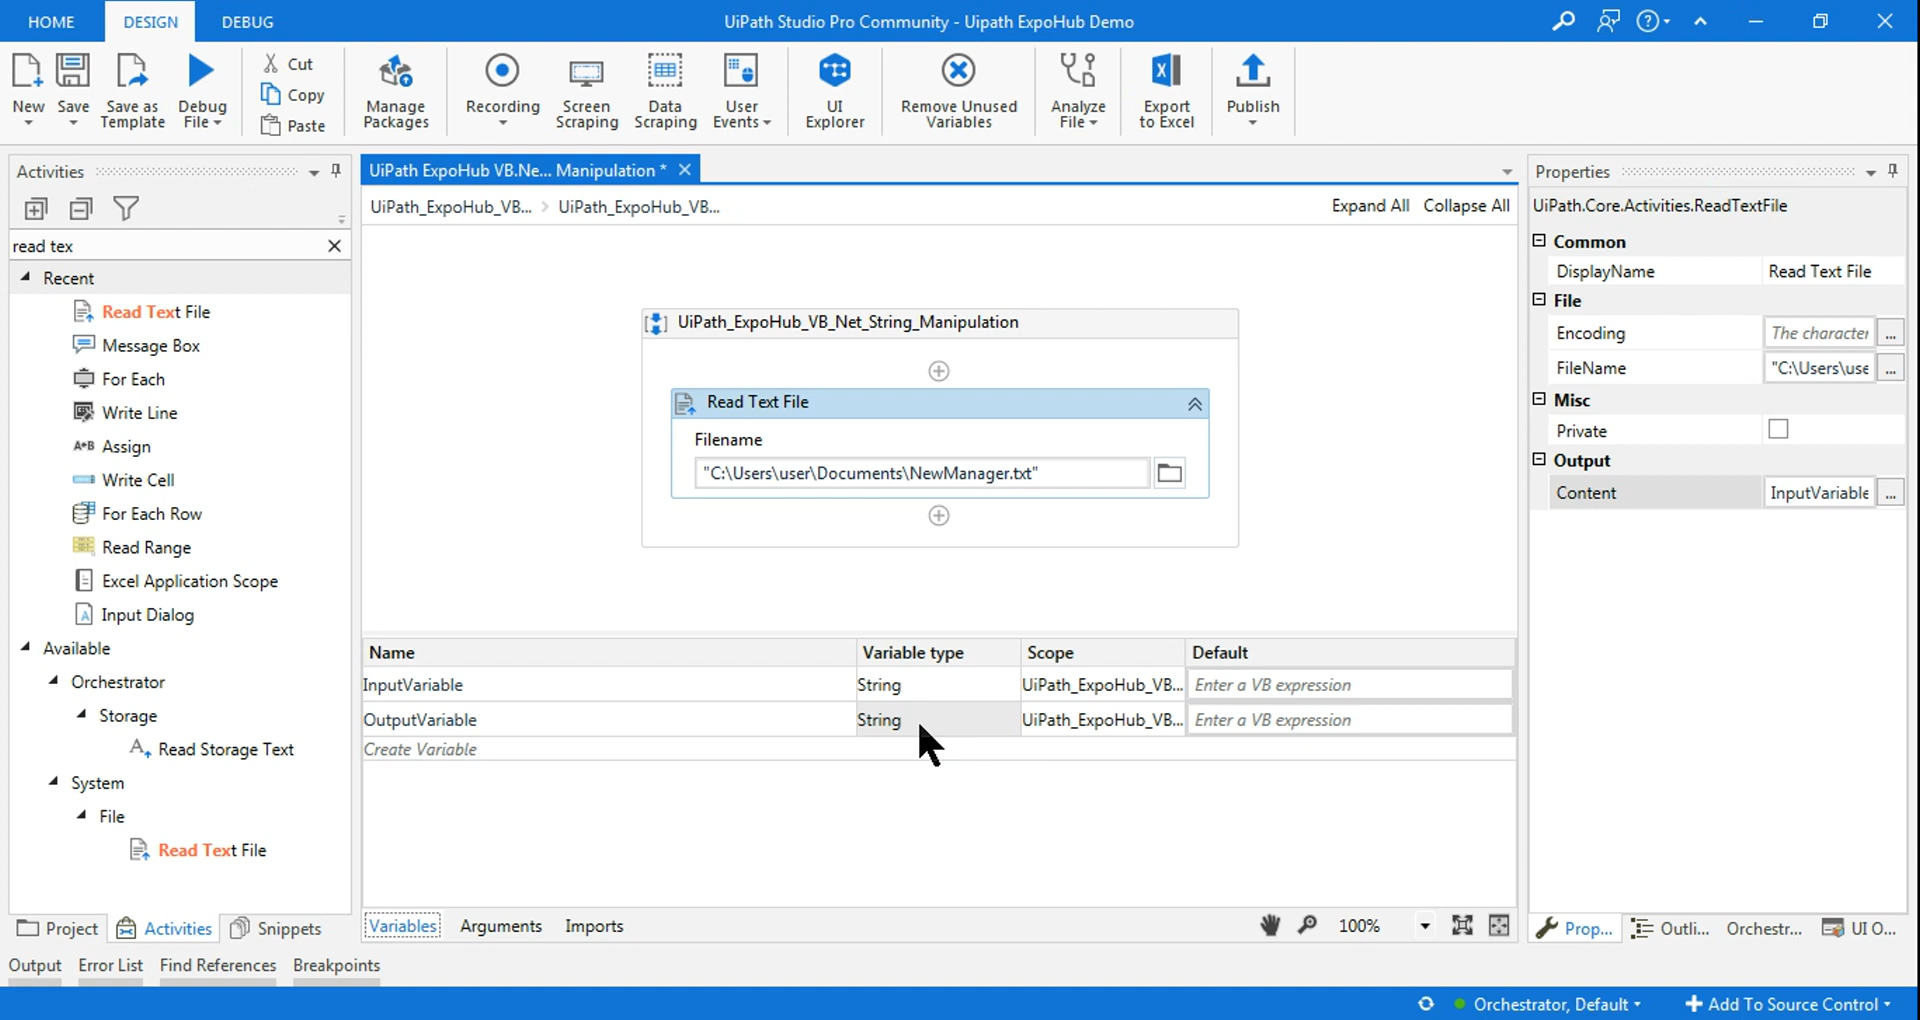 HOME DESIGN DEBUG UiPath Studio Pro Community - Uipath ExpoHub Demo
New Save Save as Template Debug File
Cut
Copy
Paste
Manage Packages Recording Screen Scraping Data Scraping User Events UI Explorer Remove Unused Variables Analyze File Export to Excel Publish
Activities
read tex
Recent
Read Text File
Message Box
For Each
Write Line
A+B Assign
Write Cell
For Each Row
Read Range
Excel Application Scope
Input Dialog
Available
Orchestrator
Storage
Read Storage Text
System
File
Read Text File
Project Activities Snippets
UiPath ExpoHub VB.Ne... Manipulation *
UiPath_ExpoHub_VB... > UiPath_ExpoHub_VB... Expand All Collapse All
UiPath_ExpoHub_VB_Net_String_Manipulation
Read Text File
Filename
"C:\Users\user\Documents\NewManager.txt"
Name Variable type Scope Default
InputVariable String UiPath_ExpoHub_VB... Enter a VB expression
OutputVariable String UiPath_ExpoHub_VB... Enter a VB expression
Create Variable
Variables Arguments Imports 100%
Properties
UiPath.Core.Activities.ReadTextFile
Common
DisplayName Read Text File
File
Encoding The character ...
FileName "C:\Users\use ...
Misc
Private
Output
Content InputVariable ...
Prop... Outli... Orchestr... UI O...
Output Error List Find References Breakpoints
Orchestrator, Default Add To Source Control